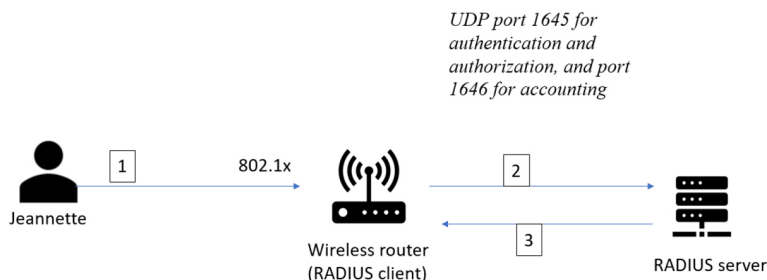 UDP port 1645 for
authentication and
authorization, and port
1646 for accounting
1
802.1x
2
3
Jeannette
Wireless router
(RADIUS client)
RADIUS server